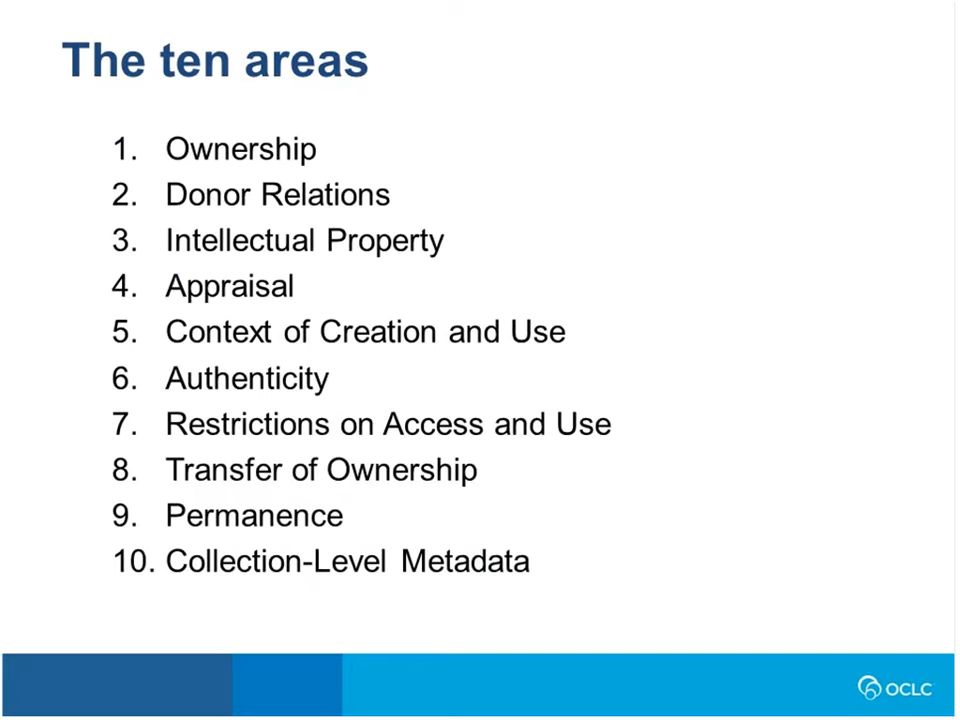 The ten areas
1. Ownership
2. Donor Relations
3. Intellectual Property
4. Appraisal
5. Context of Creation and Use
6. Authenticity
7. Restrictions on Access and Use
8. Transfer of Ownership
9. Permanence
10. Collection-Level Metadata
OCLC